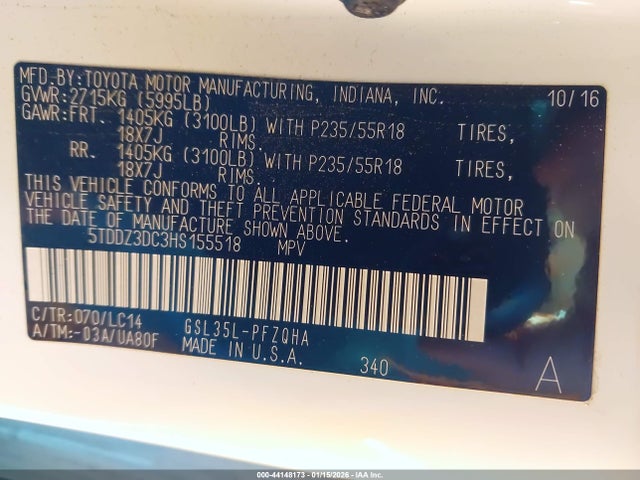 MFD.BY:TOYOTA MOTOR MANUFACTURING, INDIANA, INC. 10/16
GVWR:2715KG (5995LB)
GAWR:FRT. 1405KG (3100LB) WITH P235/55R18 TIRES,
18X7J RIMS.
RR. 1405KG (3100LB) WITH P235/55R18 TIRES,
18X7J RIMS.
THIS VEHICLE CONFORMS TO ALL APPLICABLE FEDERAL MOTOR
VEHICLE SAFETY AND THEFT PREVENTION STANDARDS IN EFFECT ON
THE DATE OF MANUFACTURE SHOWN ABOVE.
5TDDZ3DC3HS155518 MPV
C/TR:070/LC14 GSL35L-PFZQHA
A/TM:-03A/UA80F MADE IN U.S.A. 340 A
000-44148173 - 01/15/2026 - IAA Inc.